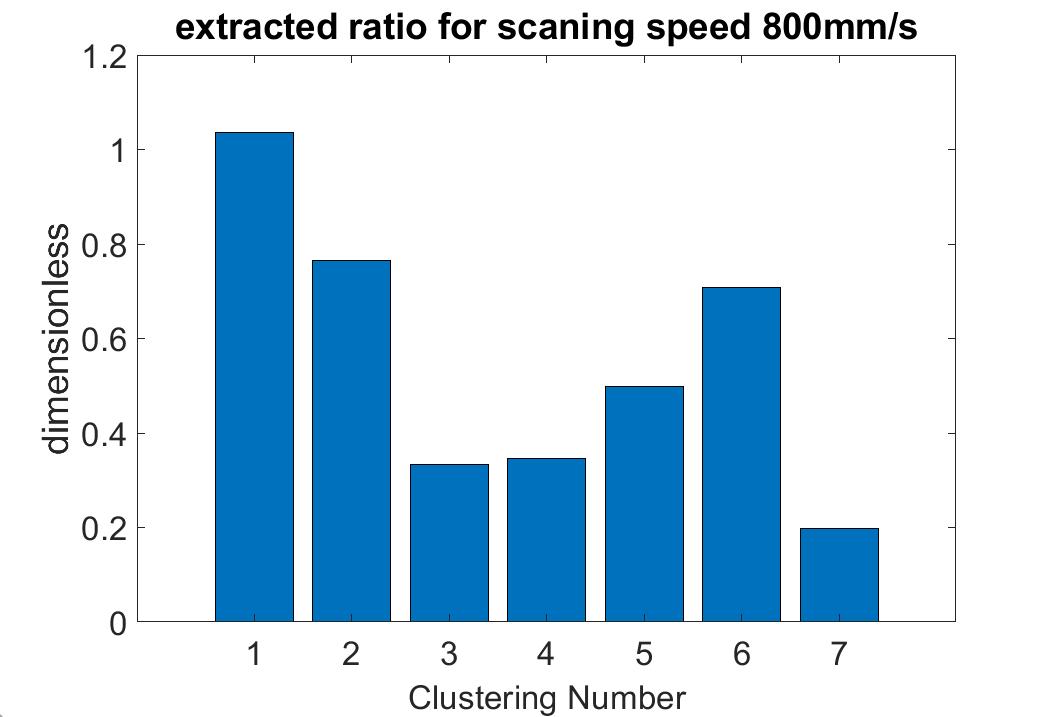 extracted ratio for scaning speed 800mm/s
1.2
1
0.8
0.6
0.4
0.2
0
dimensionless
1 2 3 4 5 6 7
Clustering Number